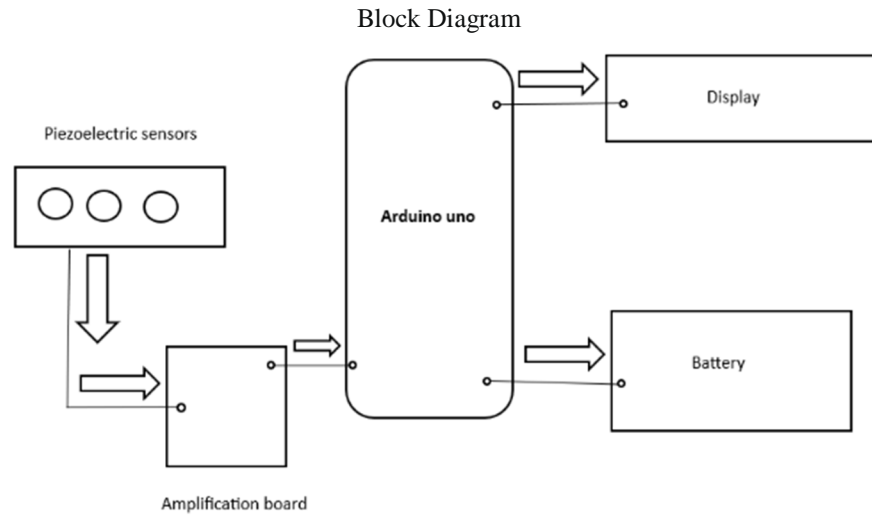 Block Diagram
Display
Piezoelectric sensors
Arduino uno
Battery
Amplification board